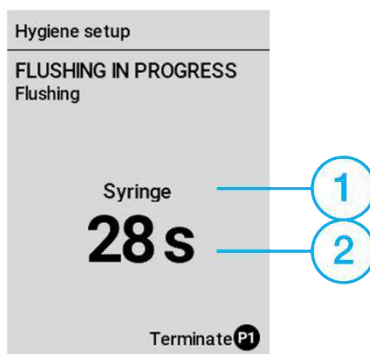 Hygiene setup
FLUSHING IN PROGRESS
Flushing
Syringe
1
28 s
2
Terminate P1